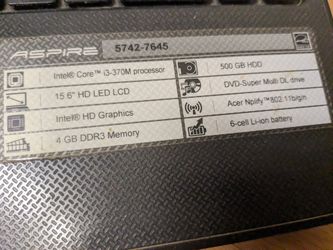 ASPIRE 5742-7645
Intel® Core™ i3-370M processor
500 GB HDD
15.6" HD LED LCD
DVD-Super Multi DL drive
Intel® HD Graphics
Acer Nplify™ 802.11b/g/n
4 GB DDR3 Memory
6-cell Li-ion battery